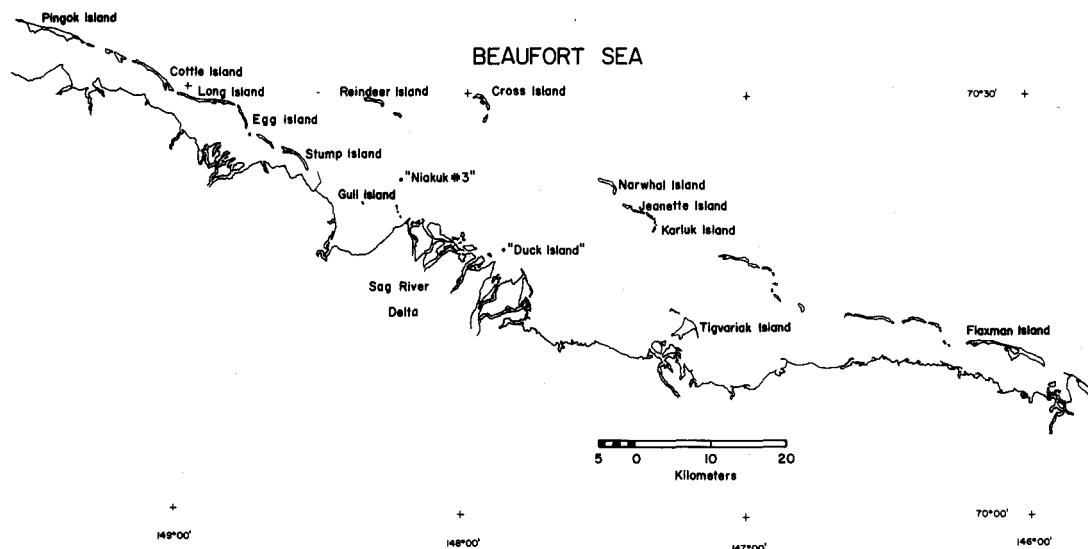 Pingok Island
BEAUFORT SEA
Cottle Island
Long Island
Reindeer Island
Cross Island
70°30'
Egg Island
Stump Island
"Niakuk #3"
Gull Island
Narwhal Island
Jeanette Island
Karluk Island
"Duck Island"
Sag River
Delta
Tigvariak Island
Flaxman Island
5 0 10 20
Kilometers
70°00'
149°00'
148°00'
147°00'
146°00'